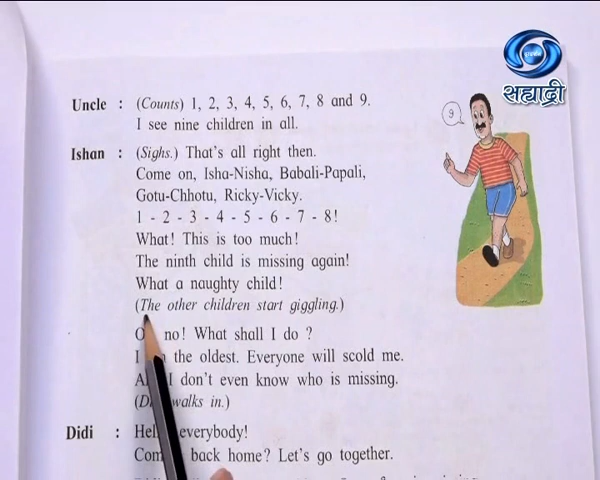 सह्याद्री
Uncle : (Counts) 1, 2, 3, 4, 5, 6, 7, 8 and 9.
I see nine children in all.
9
Ishan : (Sighs.) That's all right then.
Come on, Isha-Nisha, Babali-Papali,
Gotu-Chhotu, Ricky-Vicky.
1 - 2 - 3 - 4 - 5 - 6 - 7 - 8!
What! This is too much!
The ninth child is missing again!
What a naughty child!
(The other children start giggling.)
no! What shall I do ?
I the oldest. Everyone will scold me.
I don't even know who is missing.
walks in.)
Didi : everybody!
back home? Let's go together.